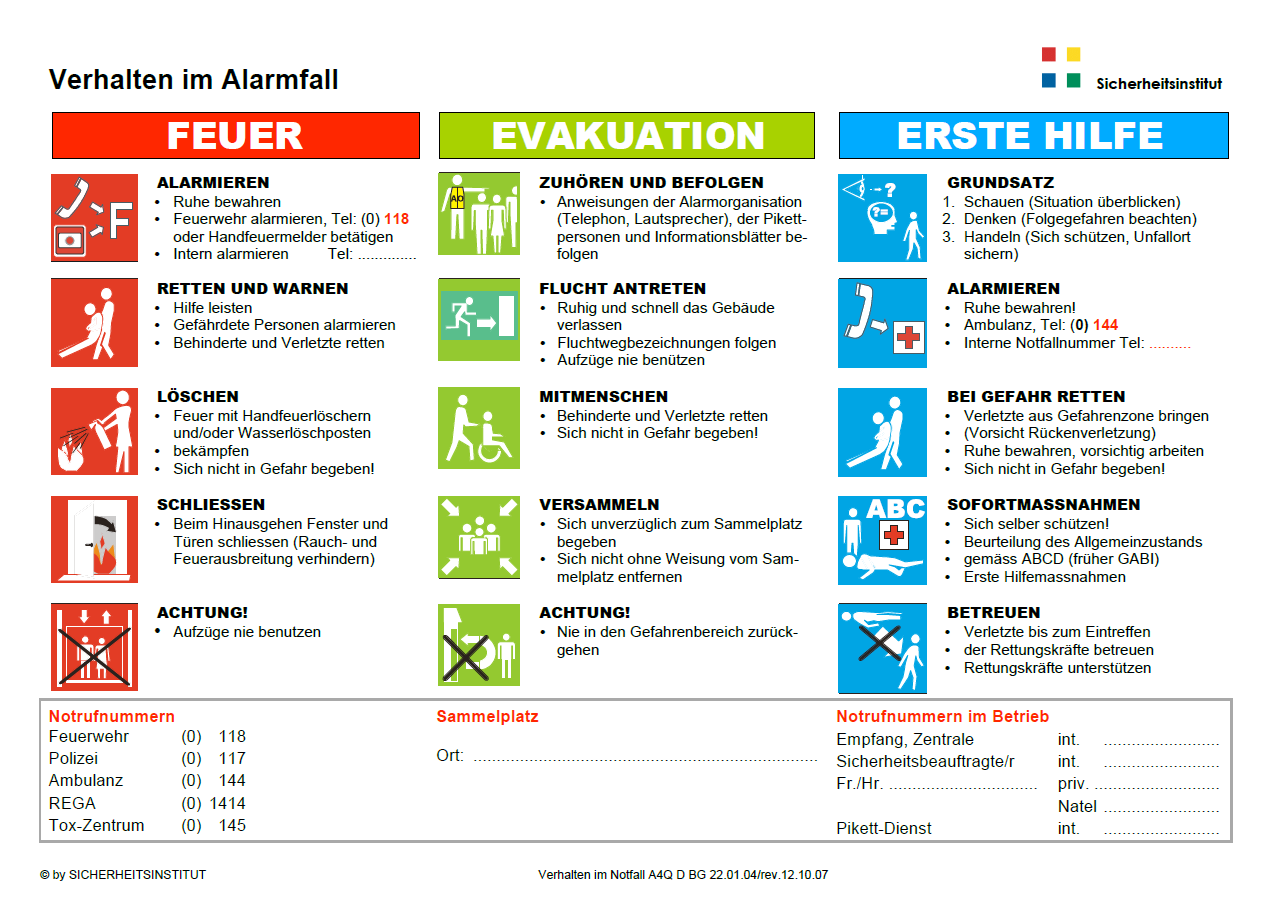 Verhalten im Alarmfall
Sicherheitsinstitut
FEUER
ALARMIEREN
• Ruhe bewahren
• Feuerwehr alarmieren, Tel: (0) 118
oder Handfeuermelder betätigen
• Intern alarmieren Tel: ..............
RETTEN UND WARNEN
• Hilfe leisten
• Gefährdete Personen alarmieren
• Behinderte und Verletzte retten
LÖSCHEN
• Feuer mit Handfeuerlöschern
und/oder Wasserlöschposten
• bekämpfen
• Sich nicht in Gefahr begeben!
SCHLIESSEN
• Beim Hinausgehen Fenster und
Türen schliessen (Rauch- und
Feuerausbreitung verhindern)
ACHTUNG!
• Aufzüge nie benutzen
EVAKUATION
AO
ZUHÖREN UND BEFOLGEN
• Anweisungen der Alarmorganisation
(Telephon, Lautsprecher), der Pikett-
personen und Informationsblätter be-
folgen
FLUCHT ANTRETEN
• Ruhig und schnell das Gebäude
verlassen
• Fluchtwegbezeichnungen folgen
• Aufzüge nie benützen
MITMENSCHEN
• Behinderte und Verletzte retten
• Sich nicht in Gefahr begeben!
VERSAMMELN
• Sich unverzüglich zum Sammelplatz
begeben
• Sich nicht ohne Weisung vom Sam-
melplatz entfernen
ACHTUNG!
• Nie in den Gefahrenbereich zurück-
gehen
ERSTE HILFE
?
?=
GRUNDSATZ
1. Schauen (Situation überblicken)
2. Denken (Folgegefahren beachten)
3. Handeln (Sich schützen, Unfallort
sichern)
ALARMIEREN
• Ruhe bewahren!
• Ambulanz, Tel: (0) 144
• Interne Notfallnummer Tel: ..........
BEI GEFAHR RETTEN
• Verletzte aus Gefahrenzone bringen
• (Vorsicht Rückenverletzung)
• Ruhe bewahren, vorsichtig arbeiten
• Sich nicht in Gefahr begeben!
ABC
SOFORTMASSNAHMEN
• Sich selber schützen!
• Beurteilung des Allgemeinzustands
• gemäss ABCD (früher GABI)
• Erste Hilfemassnahmen
BETREUEN
• Verletzte bis zum Eintreffen
• der Rettungskräfte betreuen
• Rettungskräfte unterstützen
F
Notrufnummern
Feuerwehr (0) 118
Polizei (0) 117
Ambulanz (0) 144
REGA (0) 1414
Tox-Zentrum (0) 145
Sammelplatz
Ort: ..........................................................................
Notrufnummern im Betrieb
Empfang, Zentrale int. .........................
Sicherheitsbeauftragte/r int. .........................
Fr./Hr. ................................ priv. ...........................
Natel .........................
Pikett-Dienst int. .........................
© by SICHERHEITSINSTITUT
Verhalten im Notfall A4Q D BG 22.01.04/rev.12.10.07